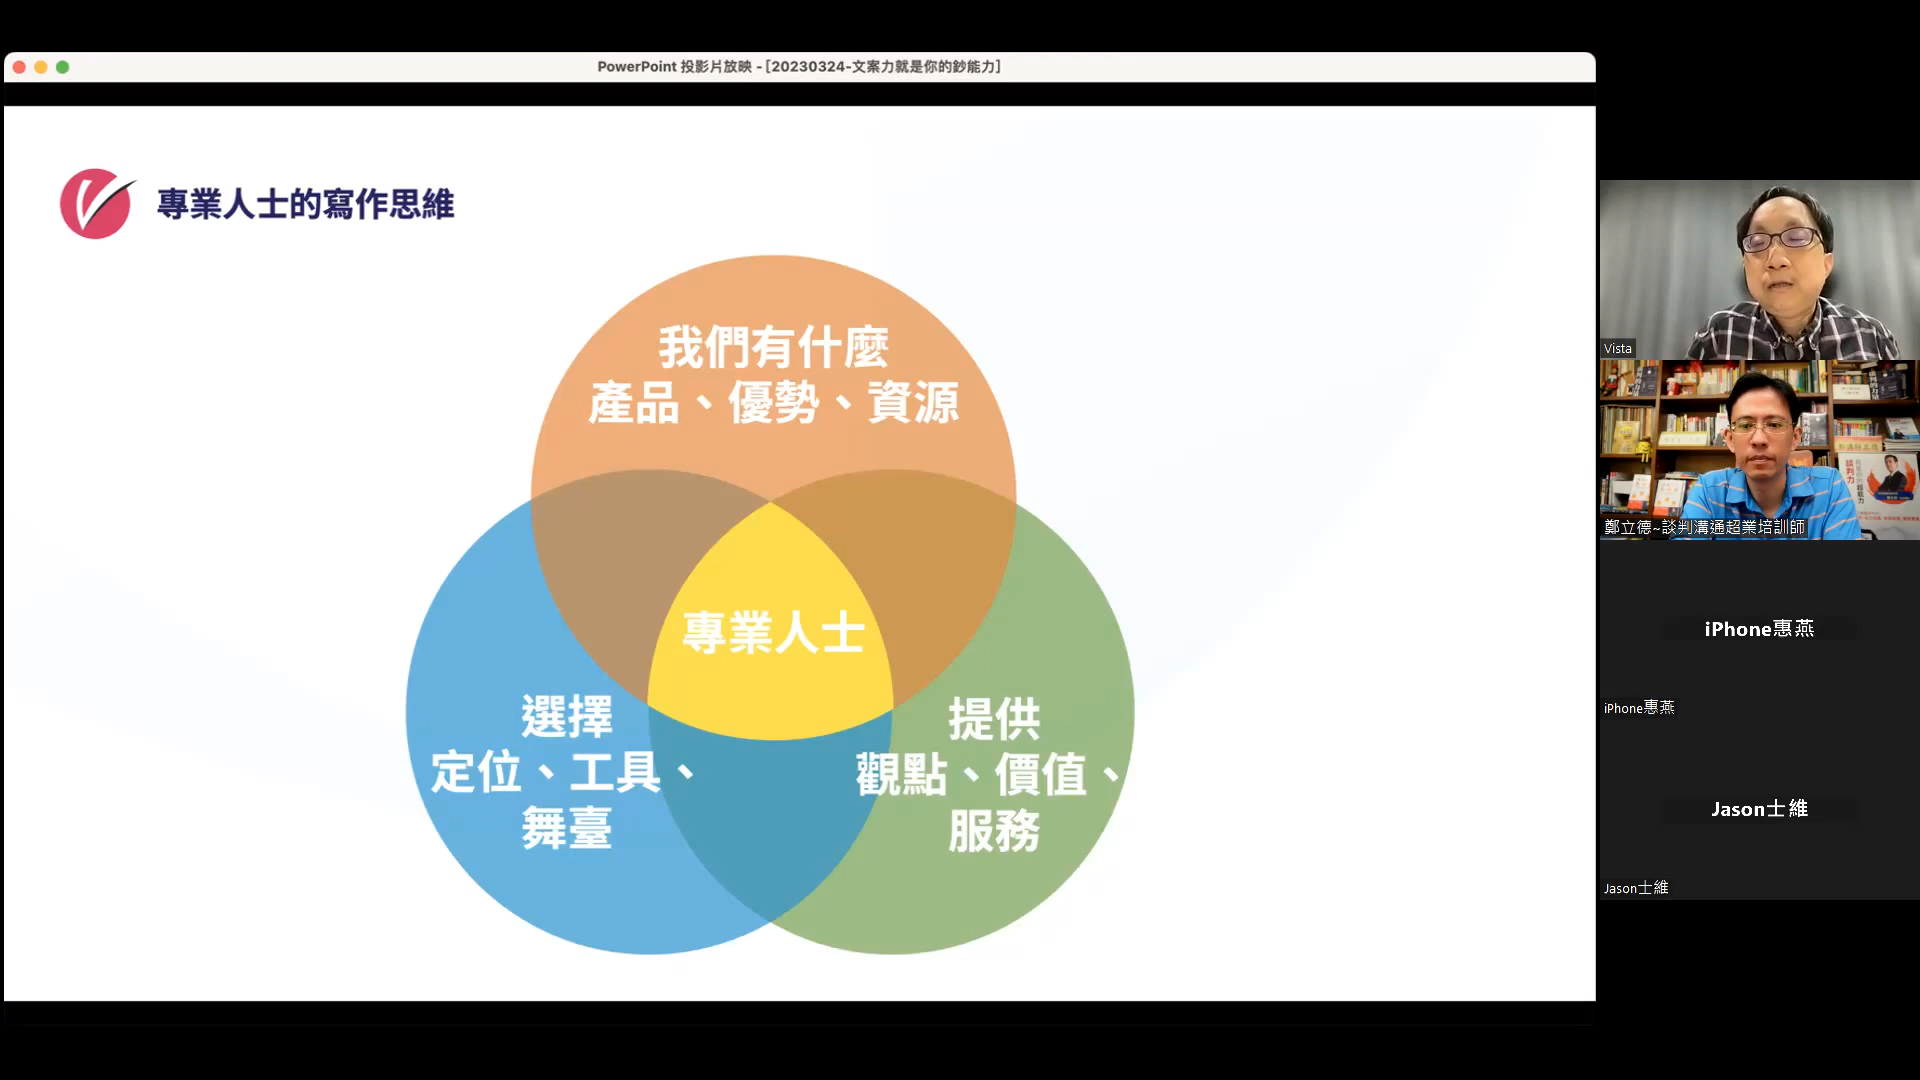 PowerPoint 投影片放映 - [20230324-文案力就是你的鈔能力]
專業人士的寫作思維
我們有什麼
產品、優勢、資源
專業人士
選擇
定位、工具、
舞臺
提供
觀點、價值、
服務
Vista
談判力
鄭立德~談判溝通超業培訓師
iPhone惠燕
iPhone惠燕
Jason士維
Jason士維